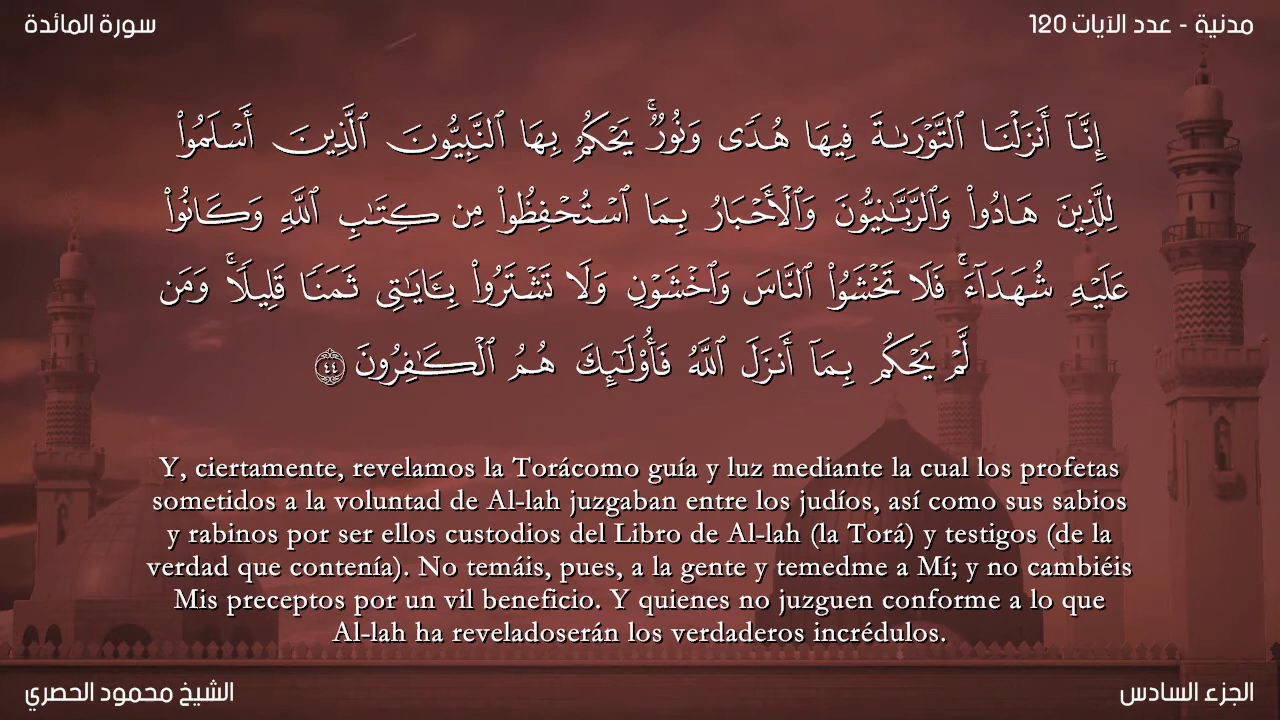 سورة المائدة
مدنية - عدد الآيات 120
إِنَّآ أَنزَلْنَا ٱلتَّوْرَىٰةَ فِيهَا هُدًى وَنُورٌ ۚ يَحْكُمُ بِهَا ٱلنَّبِيُّونَ ٱلَّذِينَ أَسْلَمُوا۟
لِلَّذِينَ هَادُوا۟ وَٱلرَّبَّـٰنِيُّونَ وَٱلْأَحْبَارُ بِمَا ٱسْتُحْفِظُوا۟ مِن كِتَـٰبِ ٱللَّهِ وَكَانُوا۟
عَلَيْهِ شُهَدَآءَ ۚ فَلَا تَخْشَوُا۟ ٱلنَّاسَ وَٱخْشَوْنِ وَلَا تَشْتَرُوا۟ بِـَٔايَـٰتِى ثَمَنًا قَلِيلًا ۚ وَمَن
لَّمْ يَحْكُم بِمَآ أَنزَلَ ٱللَّهُ فَأُو۟لَـٰٓئِكَ هُمُ ٱلْكَـٰفِرُونَ ٤٤
Y, ciertamente, revelamos la Torácomo guía y luz mediante la cual los profetas
sometidos a la voluntad de Al-lah juzgaban entre los judíos, así como sus sabios
y rabinos por ser ellos custodios del Libro de Al-lah (la Torá) y testigos (de la
verdad que contenía). No temáis, pues, a la gente y temedme a Mí; y no cambiéis
Mis preceptos por un vil beneficio. Y quienes no juzguen conforme a lo que
Al-lah ha reveladoserán los verdaderos incrédulos.
الشيخ محمود الحصري
الجزء السادس